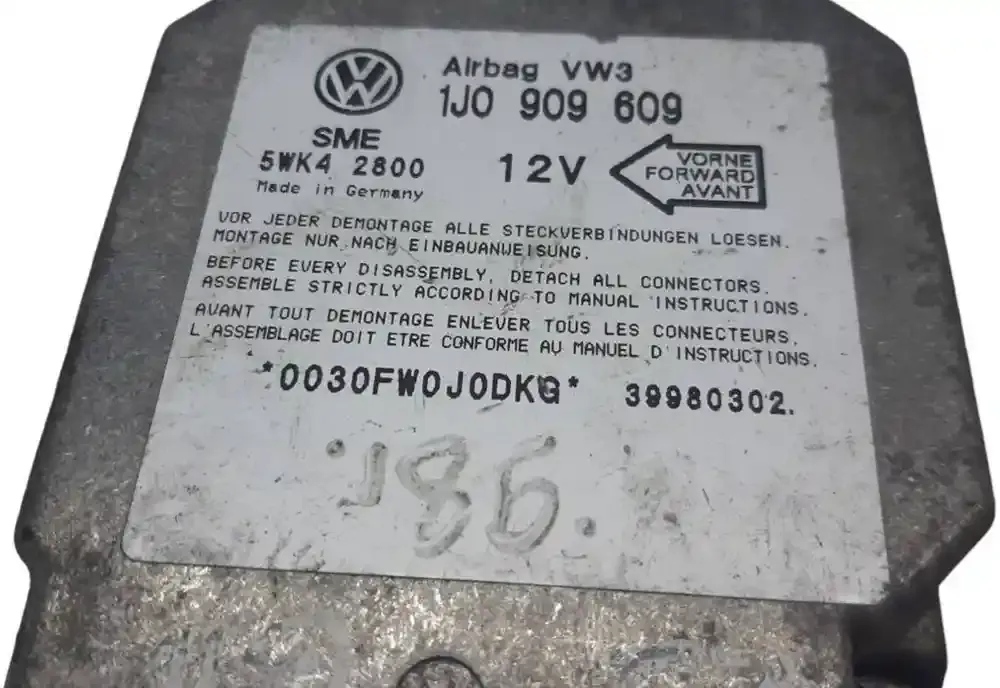 Airbag VW3
1J0 909 609
SME
5WK4 2800
Made in Germany
12V
VORNE
FORWARD
AVANT
VOR JEDER DEMONTAGE ALLE STECKVERBINDUNGEN LOESEN.
MONTAGE NUR NACH EINBAUANWEISUNG.
BEFORE EVERY DISASSEMBLY, DETACH ALL CONNECTORS.
ASSEMBLE STRICTLY ACCORDING TO MANUAL INSTRUCTIONS.
AVANT TOUT DEMONTAGE ENLEVER TOUS LES CONNECTEURS.
L'ASSEMBLAGE DOIT ETRE CONFORME AU MANUEL D'INSTRUCTIONS.
*0030FW0J0DKG* 39980302.